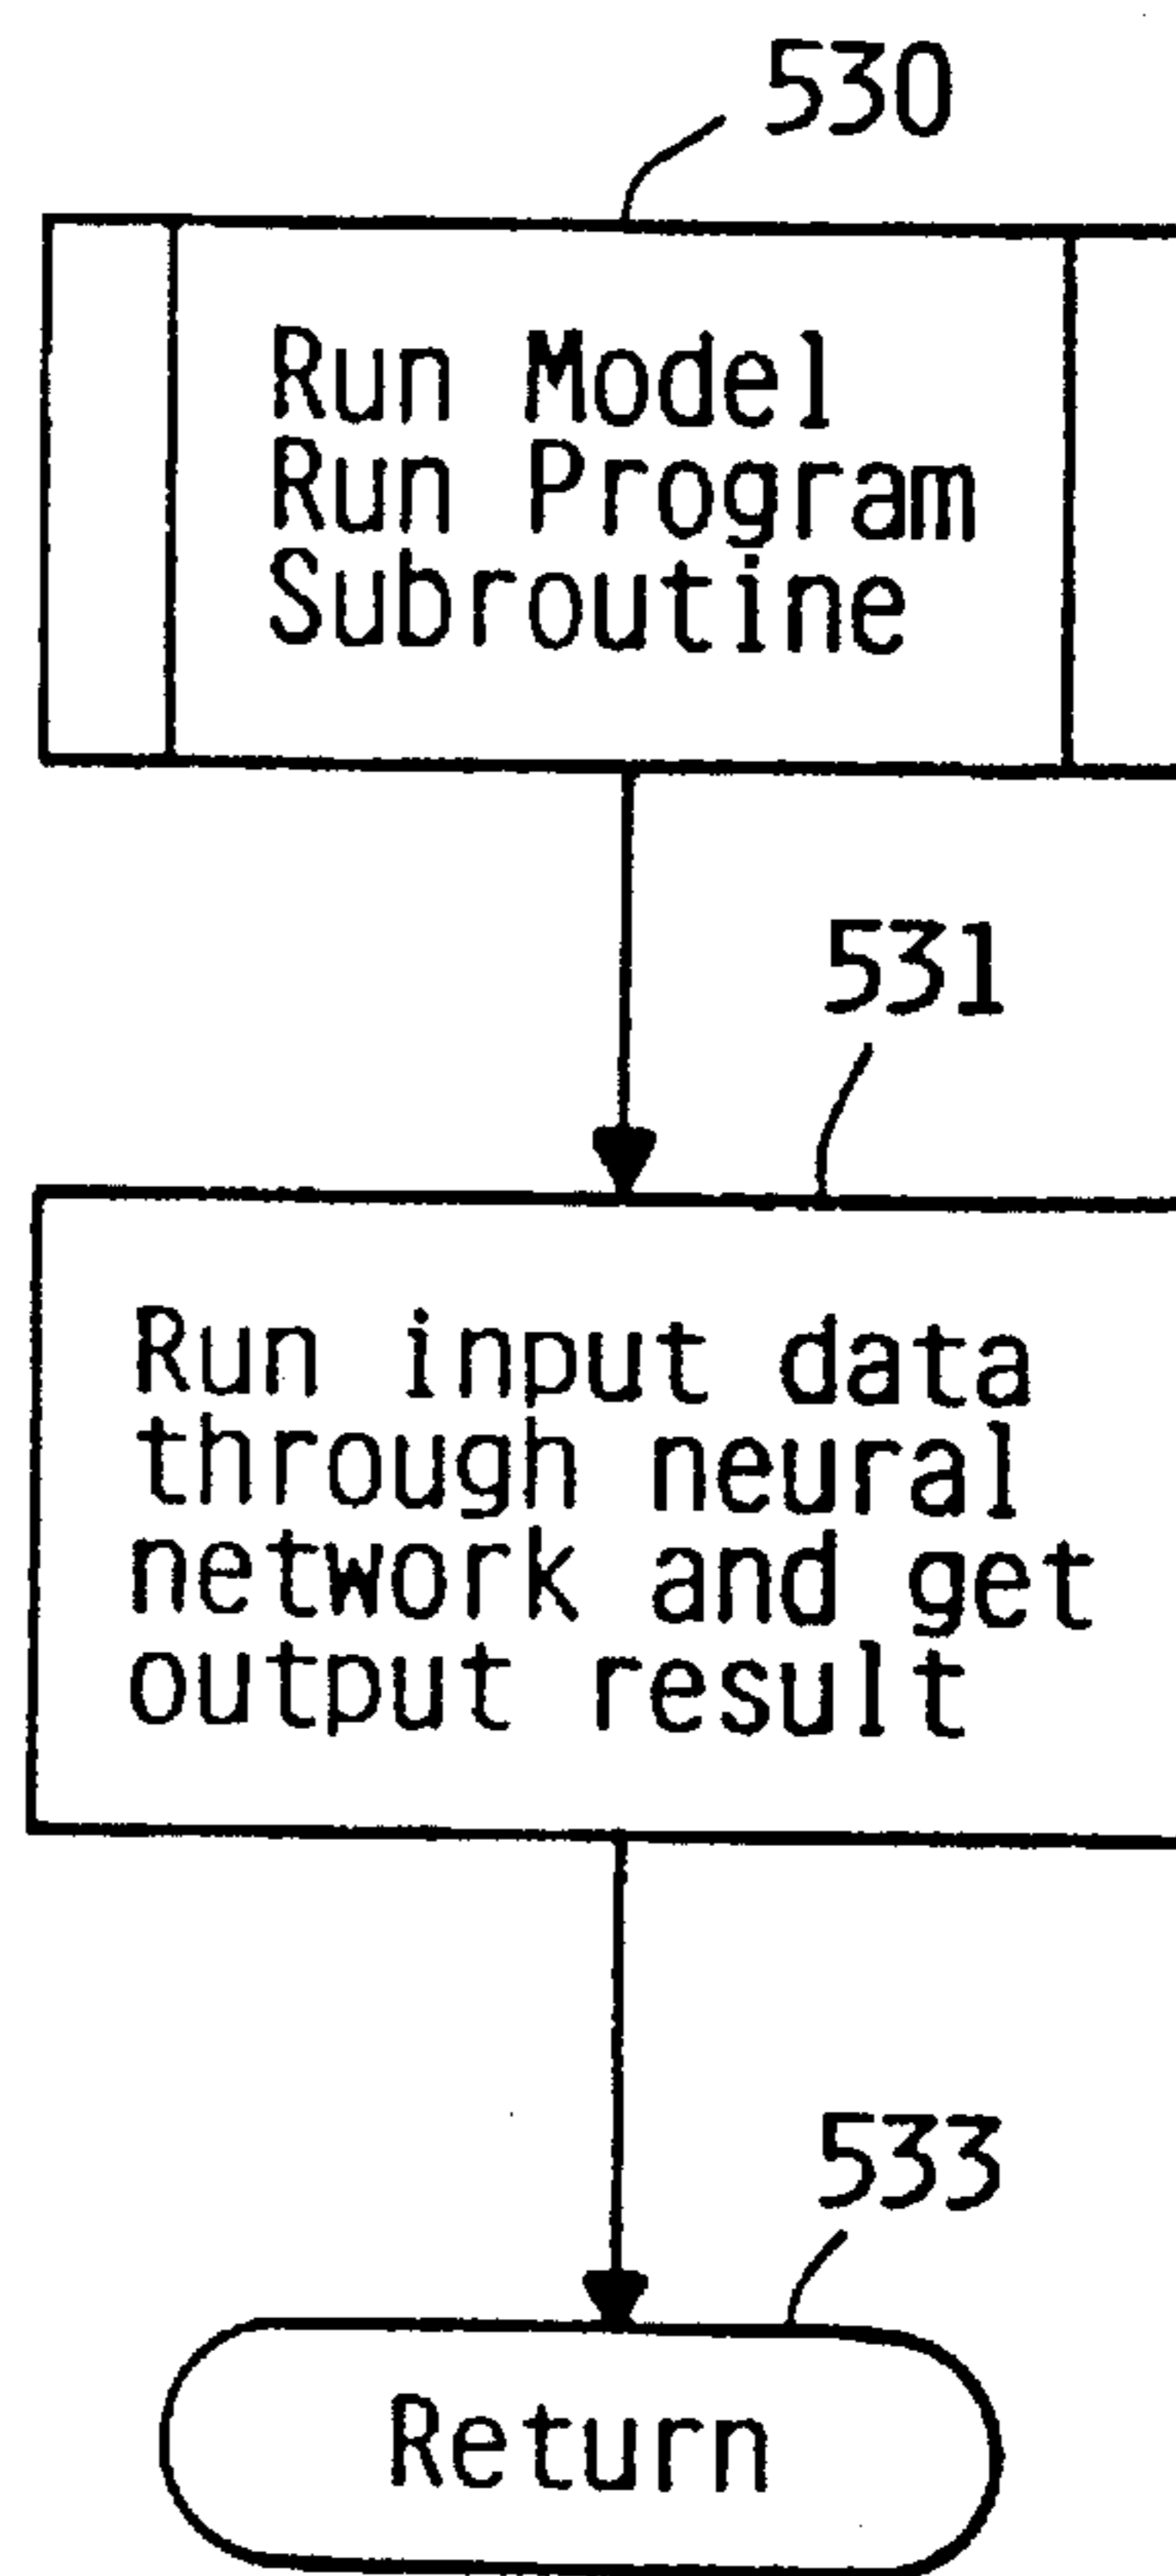 530
Run Model
Run Program
Subroutine
531
Run input data
through neural
network and get
output result
533
Return